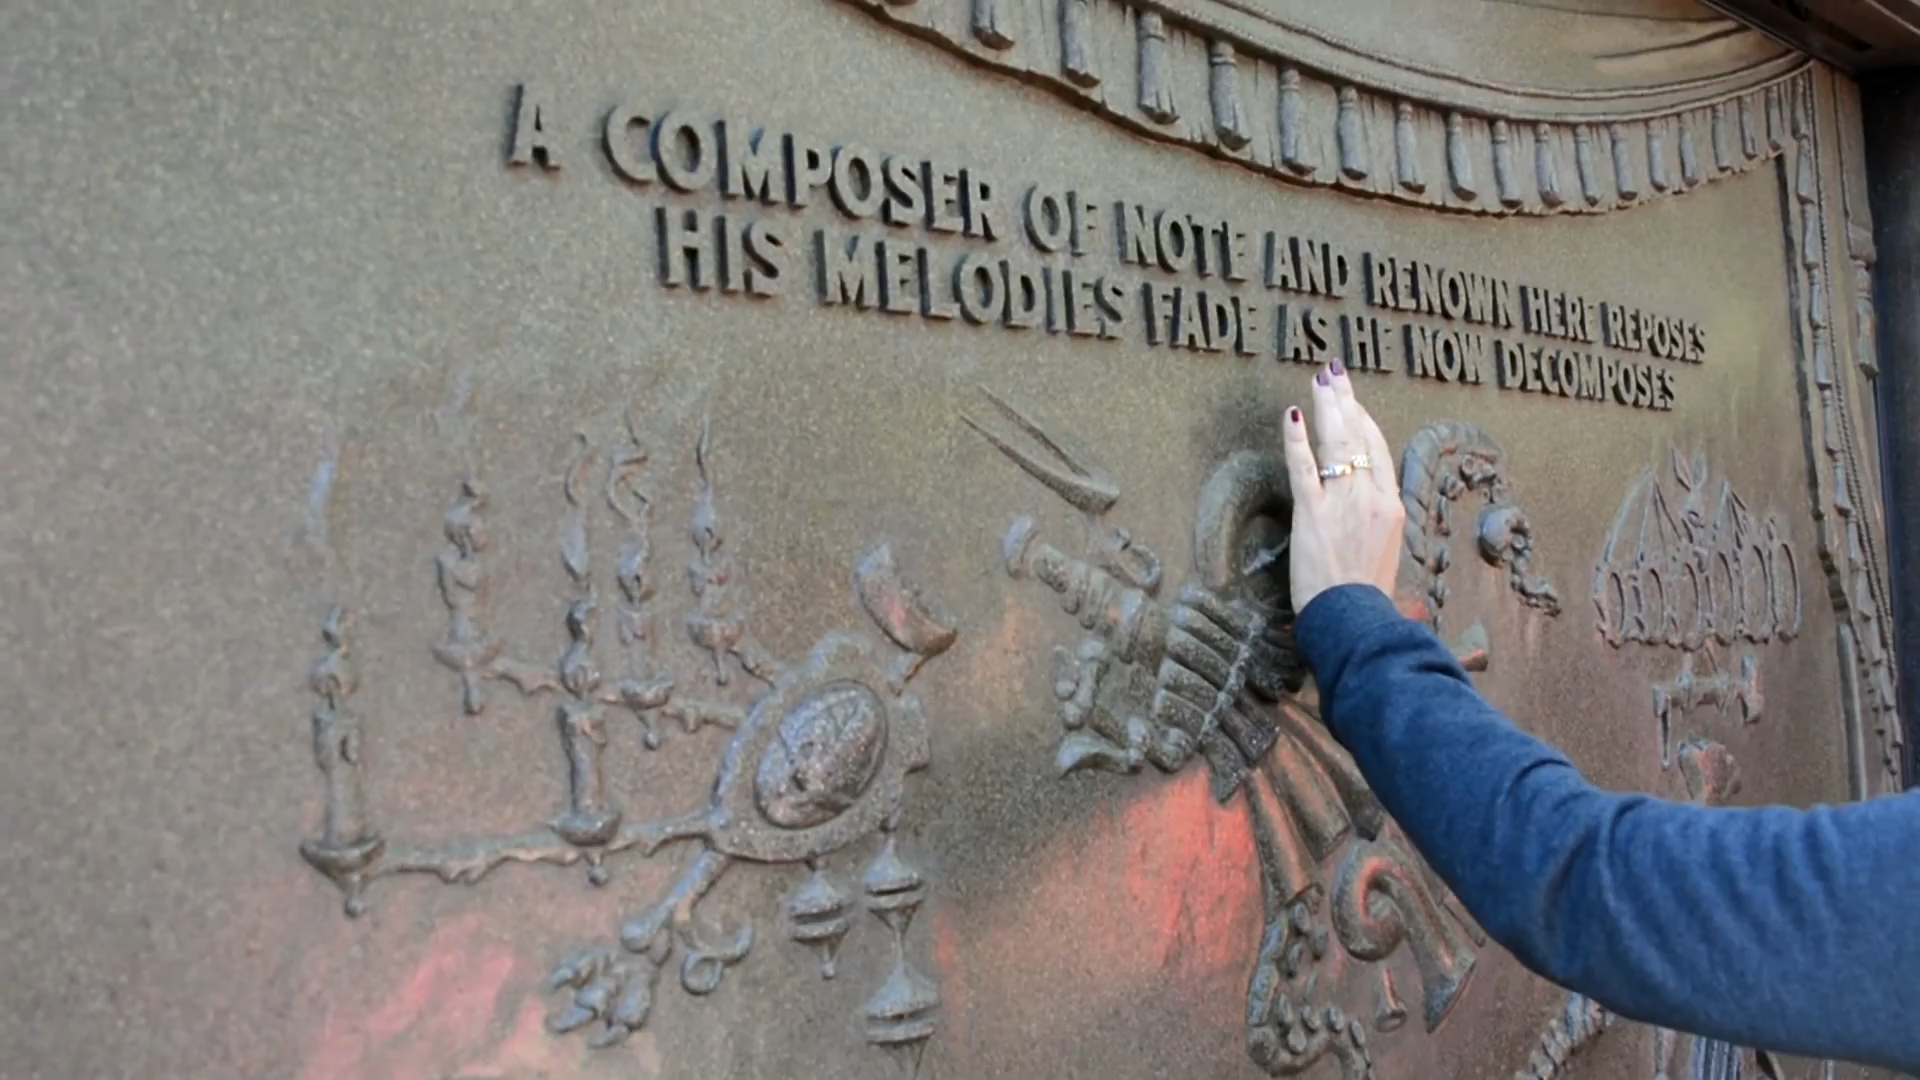 A COMPOSER OF NOTE AND RENOWN HERE REPOSES
HIS MELODIES FADE AS HE NOW DECOMPOSES